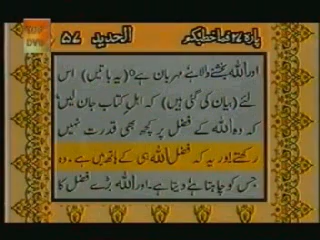 پارہ ۲۷ قال فما خطبکم
الحدید ۵۷
اور اللہ بخشنے والا ہے مہربان ہے؟ (یہ باتیں) اس
لئے (بیان کی گئی ہیں) کہ اہل کتاب جان لیں
کہ وہ اللہ کے فضل پر کچھ بھی قدرت نہیں
رکھتے اور یہ کہ فضل اللہ ہی کے ہاتھ میں ہے۔ وہ
جس کو چاہتا ہے دیتا ہے۔ اور اللہ بڑے فضل کا